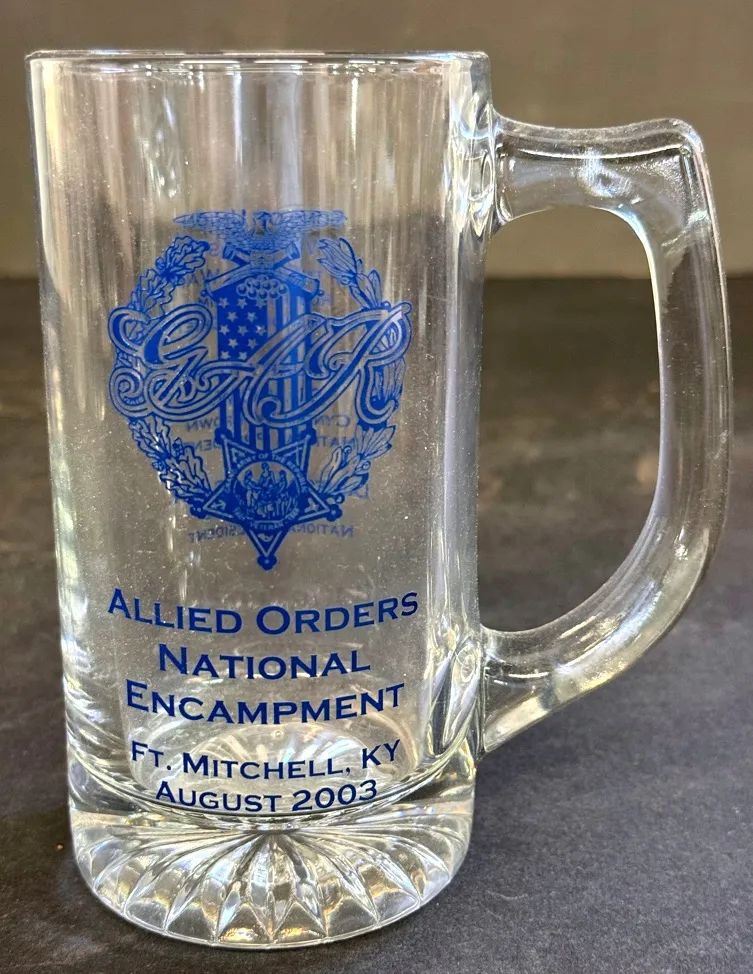 GAR
ALLIED ORDERS
NATIONAL
ENCAMPMENT
FT. MITCHELL, KY
AUGUST 2003